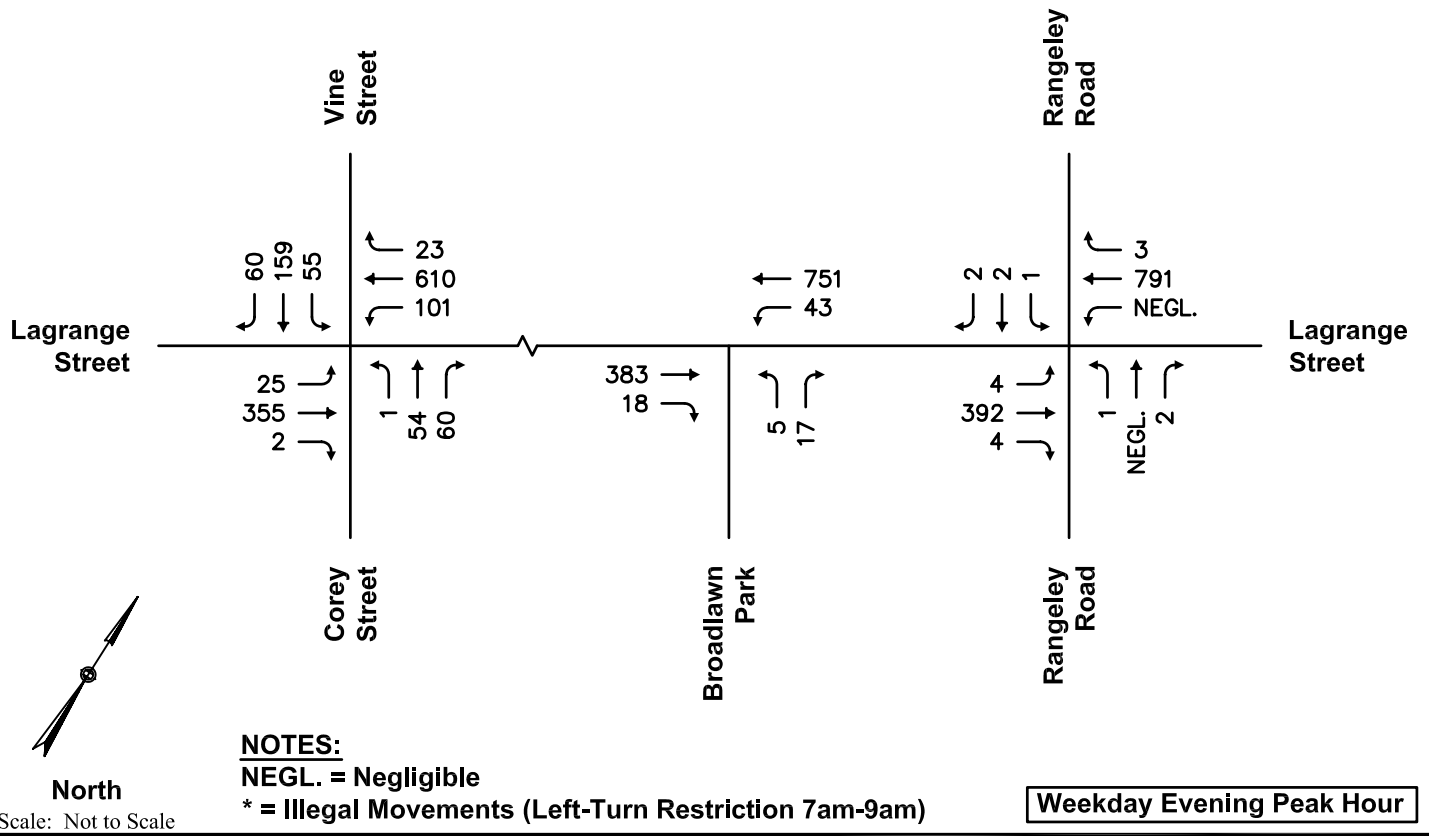 Vine
Street
Rangeley
Road
60
159
55
23
610
101
751
43
2
2
1
3
791
NEGL.
Lagrange
Street
Lagrange
Street
25
355
2
1
54
60
383
18
5
17
4
392
4
1
NEGL.
2
Corey
Street
Broadlawn
Park
Rangeley
Road
North
Scale: Not to Scale
NOTES:
NEGL. = Negligible
* = Illegal Movements (Left-Turn Restriction 7am-9am)
Weekday Evening Peak Hour